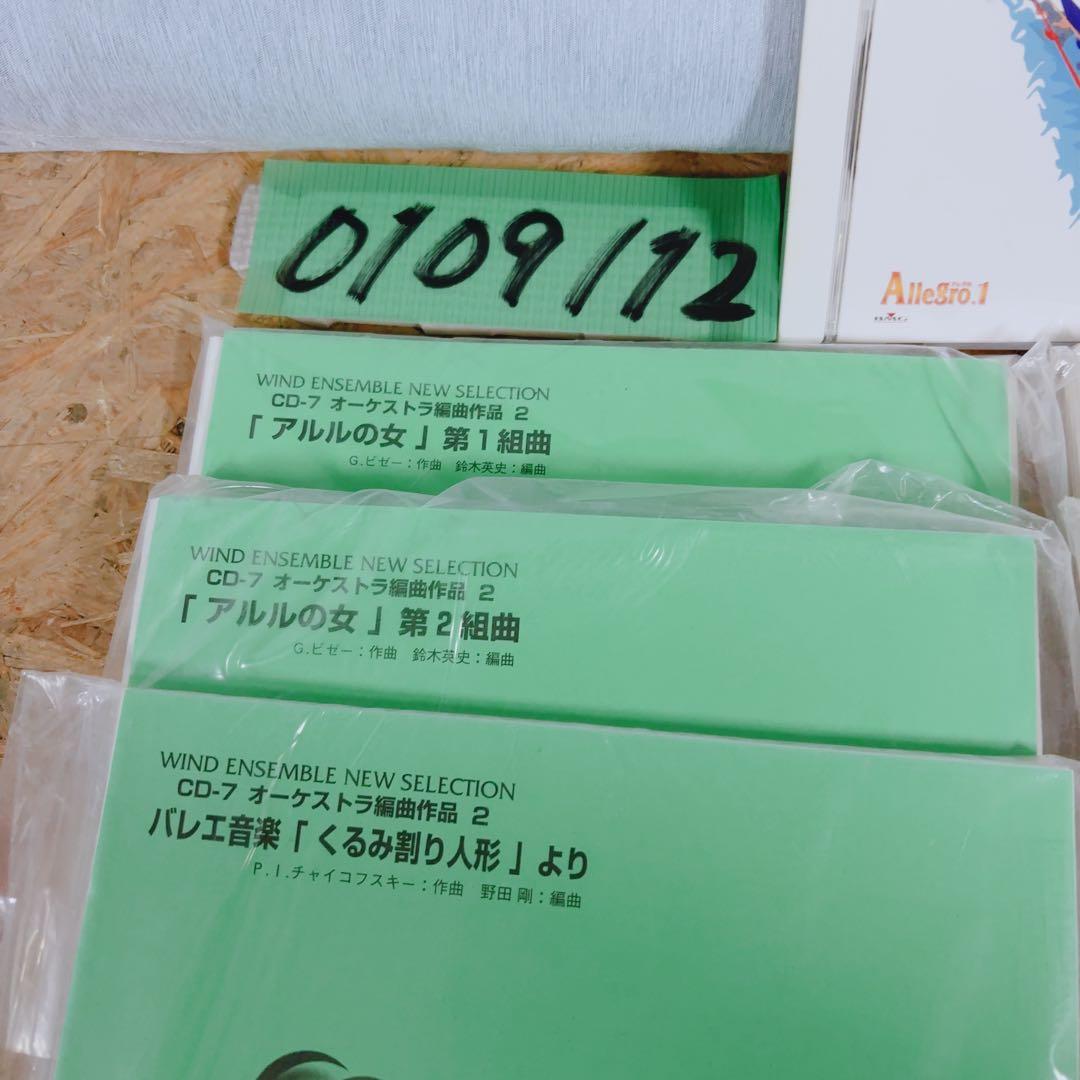 0109112
Allegro.1
BMG
WIND ENSEMBLE NEW SELECTION
CD-7 オーケストラ編曲作品 2
「 アルルの女 」 第1組曲
G.ビゼー：作曲 鈴木英史：編曲
WIND ENSEMBLE NEW SELECTION
CD-7 オーケストラ編曲作品 2
「 アルルの女 」 第2組曲
G.ビゼー：作曲 鈴木英史：編曲
WIND ENSEMBLE NEW SELECTION
CD-7 オーケストラ編曲作品 2
バレエ音楽「 くるみ割り人形 」より
P.I.チャイコフスキー：作曲 野田 剛：編曲